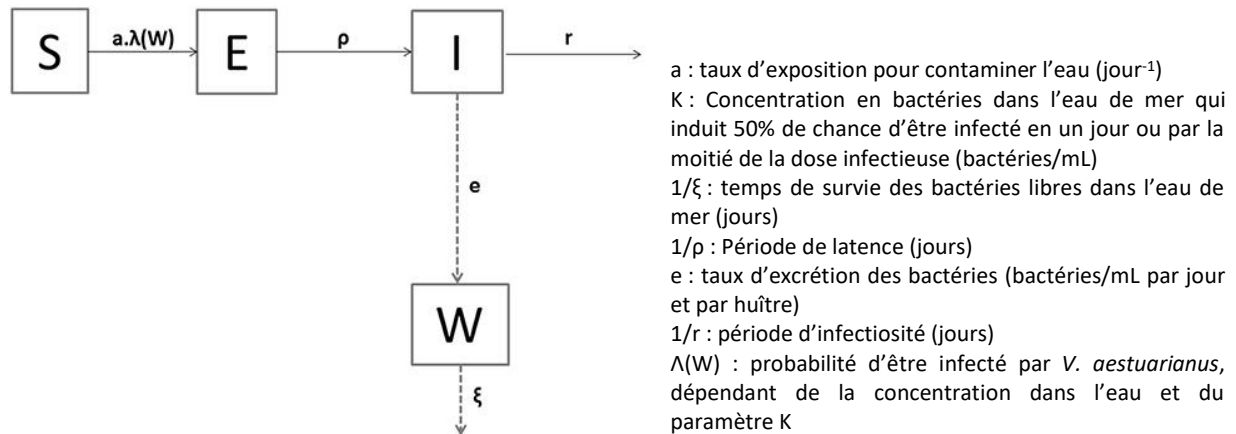 S
a.λ(W)
E
ρ
I
r
e
W
ξ
a : taux d’exposition pour contaminer l’eau (jour-1)
K : Concentration en bactéries dans l’eau de mer qui
induit 50% de chance d’être infecté en un jour ou par la
moitié de la dose infectieuse (bactéries/mL)
1/ξ : temps de survie des bactéries libres dans l’eau de
mer (jours)
1/ρ : Période de latence (jours)
e : taux d’excrétion des bactéries (bactéries/mL par jour
et par huître)
1/r : période d’infectiosité (jours)
Λ(W) : probabilité d’être infecté par V. aestuarianus,
dépendant de la concentration dans l’eau et du
paramètre K